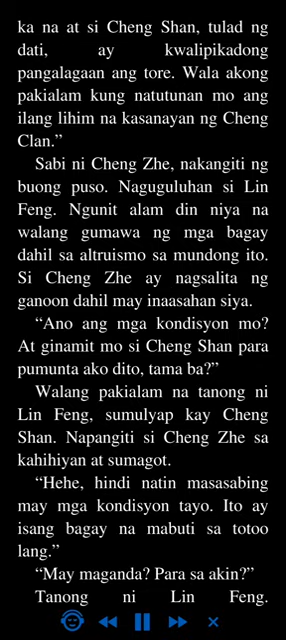 ka na at si Cheng Shan, tulad ng
dati, ay kwalipikadong
pangalagaan ang tore. Wala akong
pakialam kung natutunan mo ang
ilang lihim na kasanayan ng Cheng
Clan.”
Sabi ni Cheng Zhe, nakangiti ng
buong puso. Naguguluhan si Lin
Feng. Ngunit alam din niya na
walang gumawa ng mga bagay
dahil sa altruismo sa mundong ito.
Si Cheng Zhe ay nagsalita ng
ganoon dahil may inaasahan siya.
“Ano ang mga kondisyon mo?
At ginamit mo si Cheng Shan para
pumunta ako dito, tama ba?”
Walang pakialam na tanong ni
Lin Feng, sumulyap kay Cheng
Shan. Napangiti si Cheng Zhe sa
kahihiyan at sumagot.
“Hehe, hindi natin masasabing
may mga kondisyon tayo. Ito ay
isang bagay na mabuti sa totoo
lang.”
“May maganda? Para sa akin?”
Tanong ni Lin Feng.